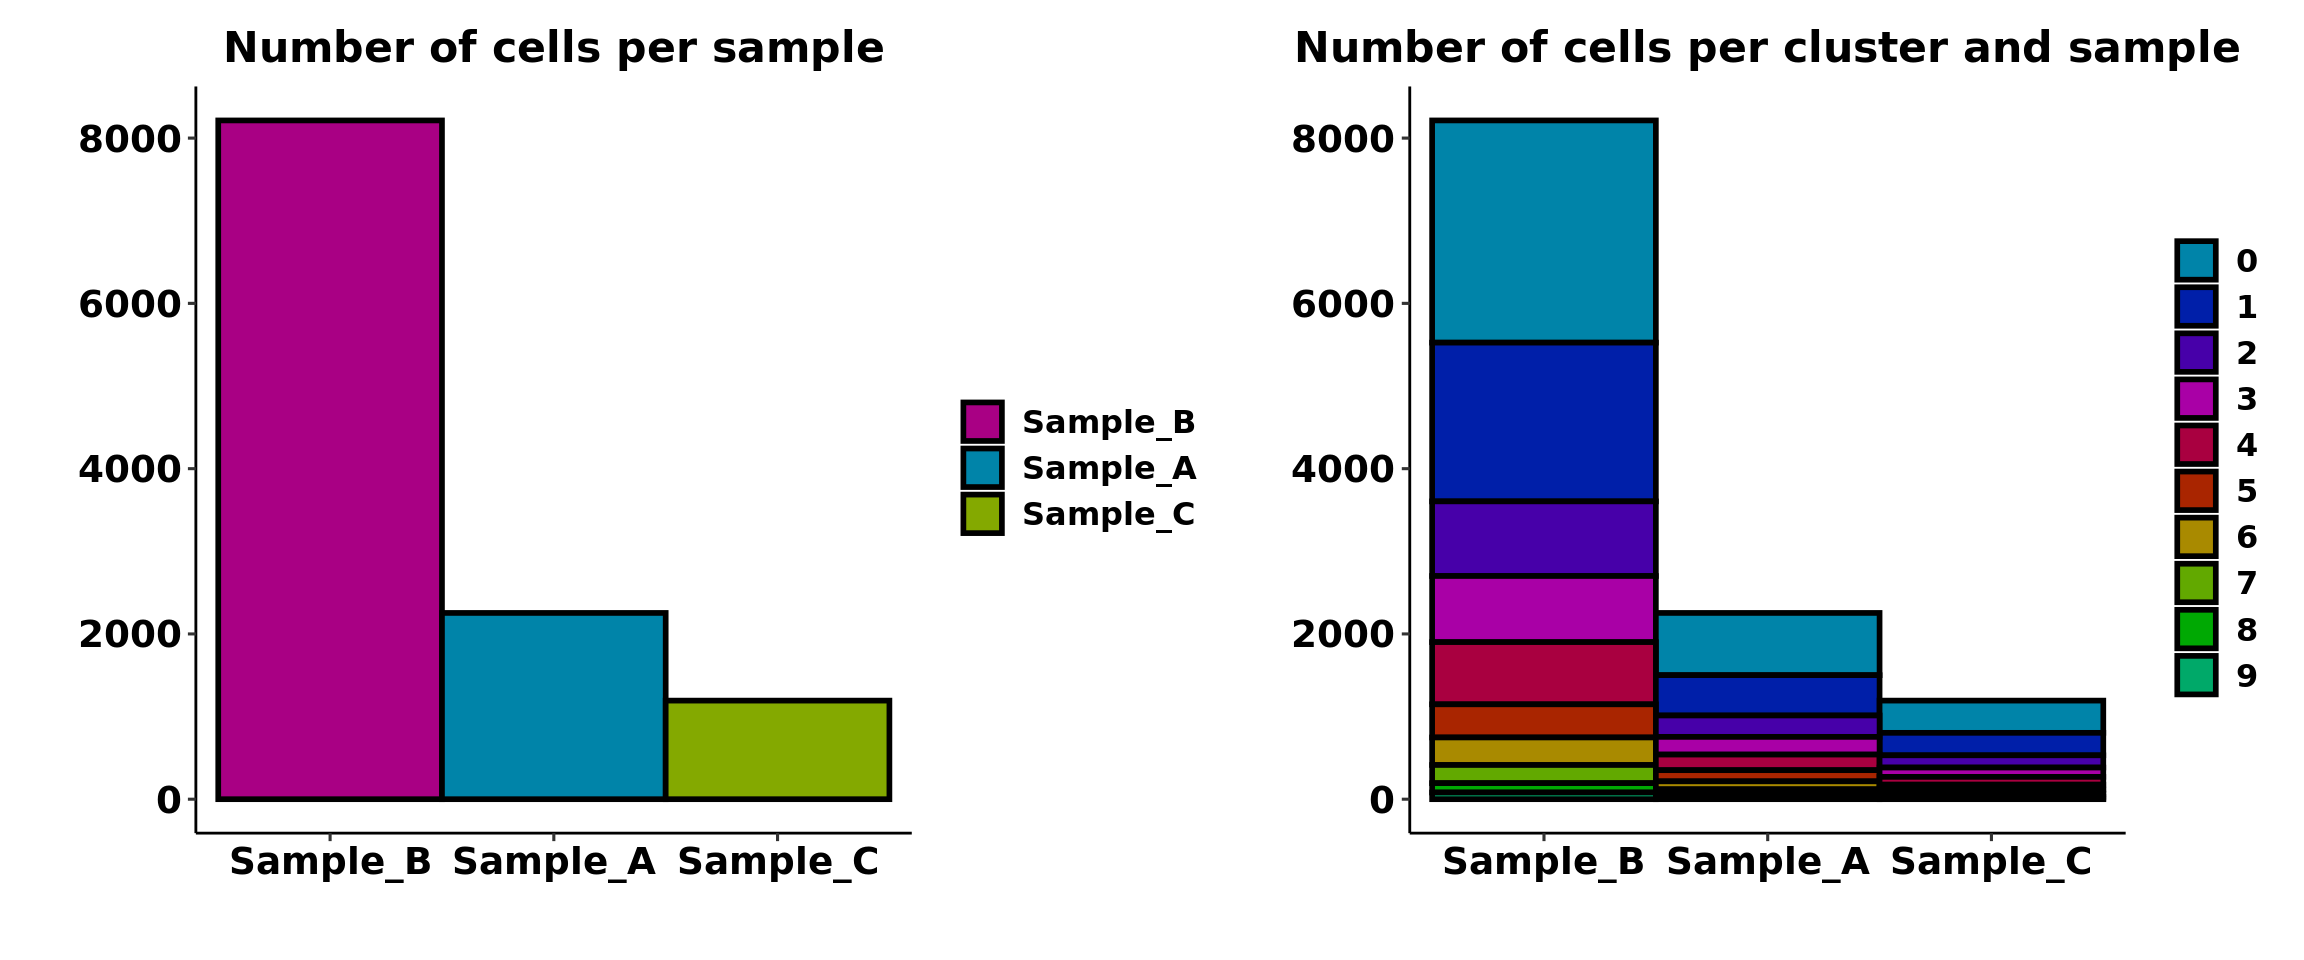 Number of cells per sample
8000
6000
4000
2000
0
Sample_B Sample_A Sample_C
Sample_B
Sample_A
Sample_C
Number of cells per cluster and sample
8000
6000
4000
2000
0
Sample_B Sample_A Sample_C
0
1
2
3
4
5
6
7
8
9